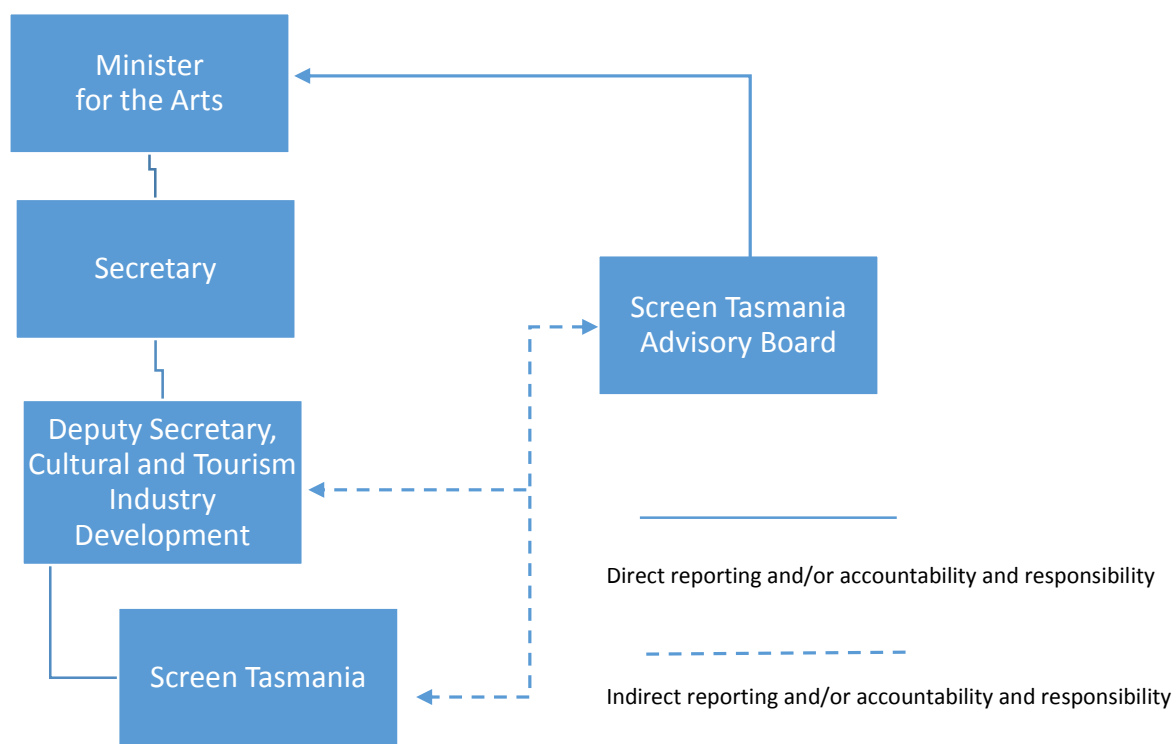 Minister
for the Arts
Secretary
Screen Tasmania
Advisory Board
Deputy Secretary,
Cultural and Tourism
Industry
Development
Screen Tasmania
Direct reporting and/or accountability and responsibility
Indirect reporting and/or accountability and responsibility